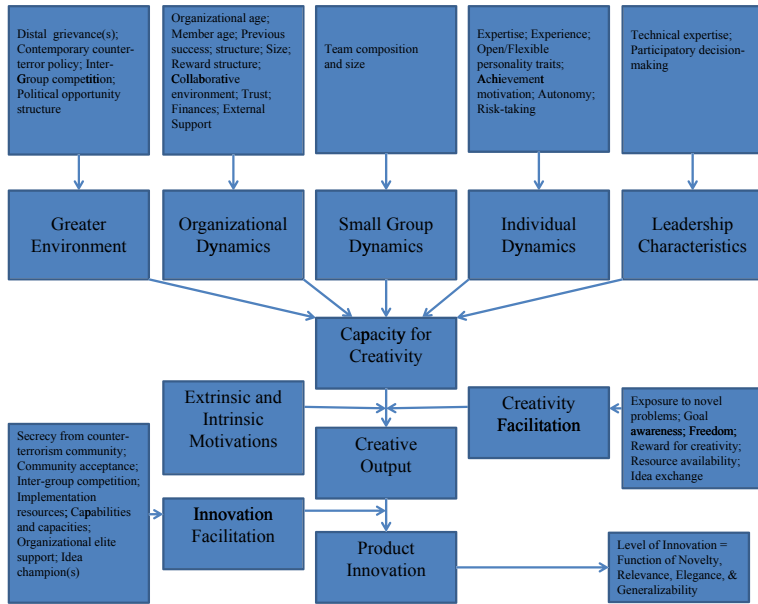 Distal grievance(s);
Contemporary counter-
terror policy; Inter-
Group competition;
Political opportunity
structure
Organizational age;
Member age; Previous
success; structure; Size;
Reward structure;
Collaborative
environment; Trust;
Finances; External
Support
Team composition
and size
Expertise; Experience;
Open/Flexible
personality traits;
Achievement
motivation; Autonomy;
Risk-taking
Technical expertise;
Participatory decision-
making
Greater
Environment
Organizational
Dynamics
Small Group
Dynamics
Individual
Dynamics
Leadership
Characteristics
Capacity for
Creativity
Extrinsic and
Intrinsic
Motivations
Creativity
Facilitation
Exposure to novel
problems; Goal
awareness; Freedom;
Reward for creativity;
Resource availability;
Idea exchange
Secrecy from counter-
terrorism community;
Community acceptance;
Inter-group competition;
Implementation
resources; Capabilities
and capacities;
Organizational elite
support; Idea
champion(s)
Creative
Output
Innovation
Facilitation
Product
Innovation
Level of Innovation =
Function of Novelty,
Relevance, Elegance, &
Generalizability